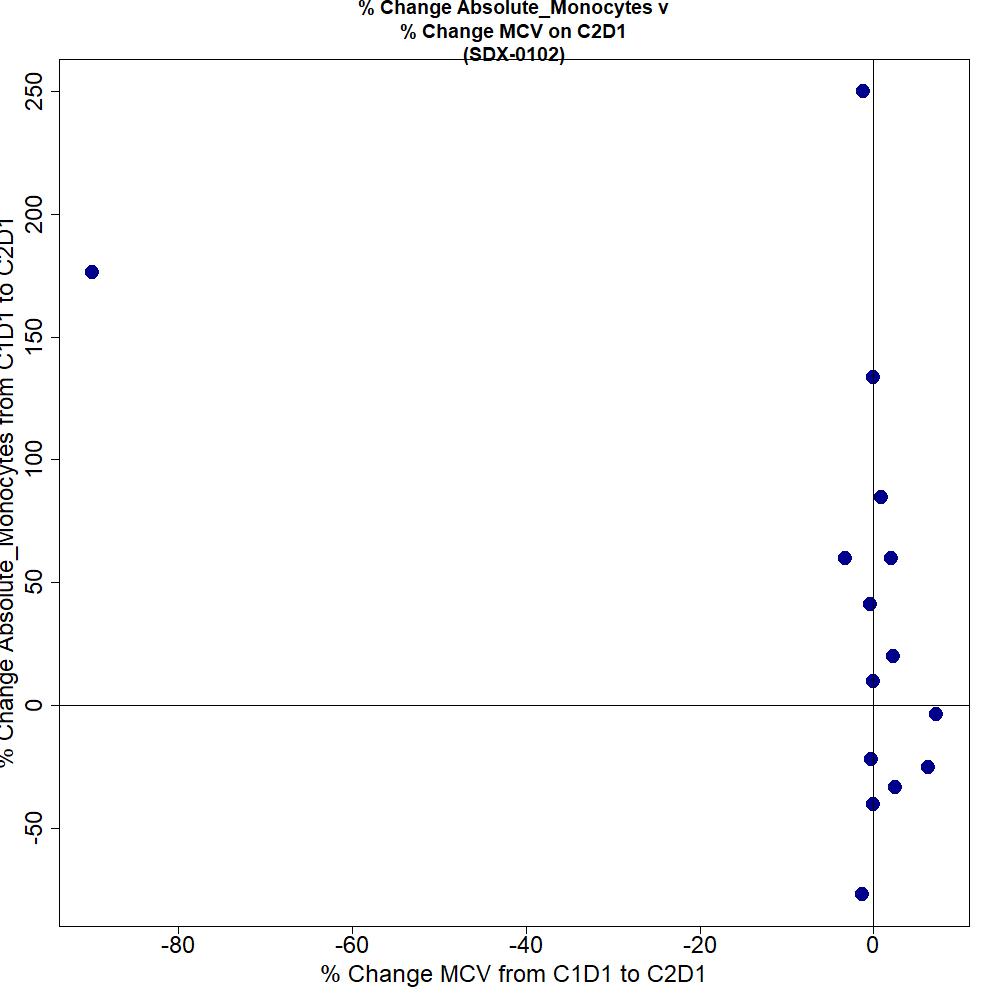 % Change Absolute_Monocytes v
% Change MCV on C2D1
(SDX-0102)
% Change Absolute_Monocytes from C1D1 to C2D1
250
200
150
100
50
0
-50
-80
-60
-40
-20
0
% Change MCV from C1D1 to C2D1